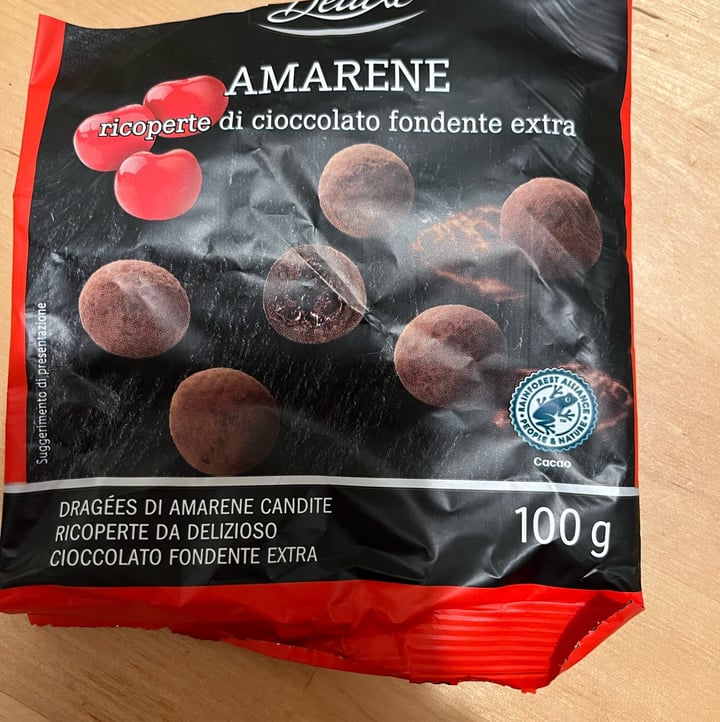 Deluxe
AMARENE
ricoperte di cioccolato fondente extra
Suggerimento di presentazione
RAINFOREST ALLIANCE
PEOPLE & NATURE
Cacao
DRAGÉES DI AMARENE CANDITE
RICOPERTE DA DELIZIOSO
CIOCCOLATO FONDENTE EXTRA
100 g